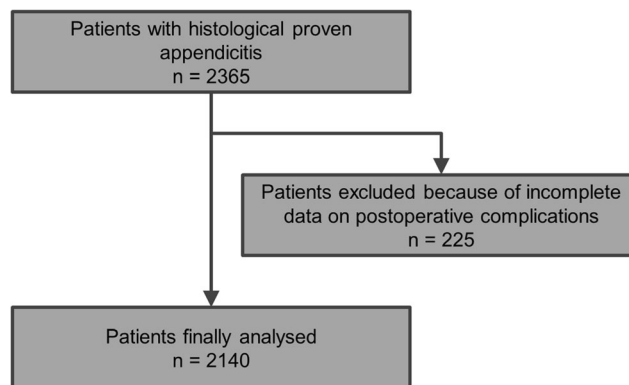 Patients with histological proven
appendicitis
n = 2365
Patients excluded because of incomplete
data on postoperative complications
n = 225
Patients finally analysed
n = 2140